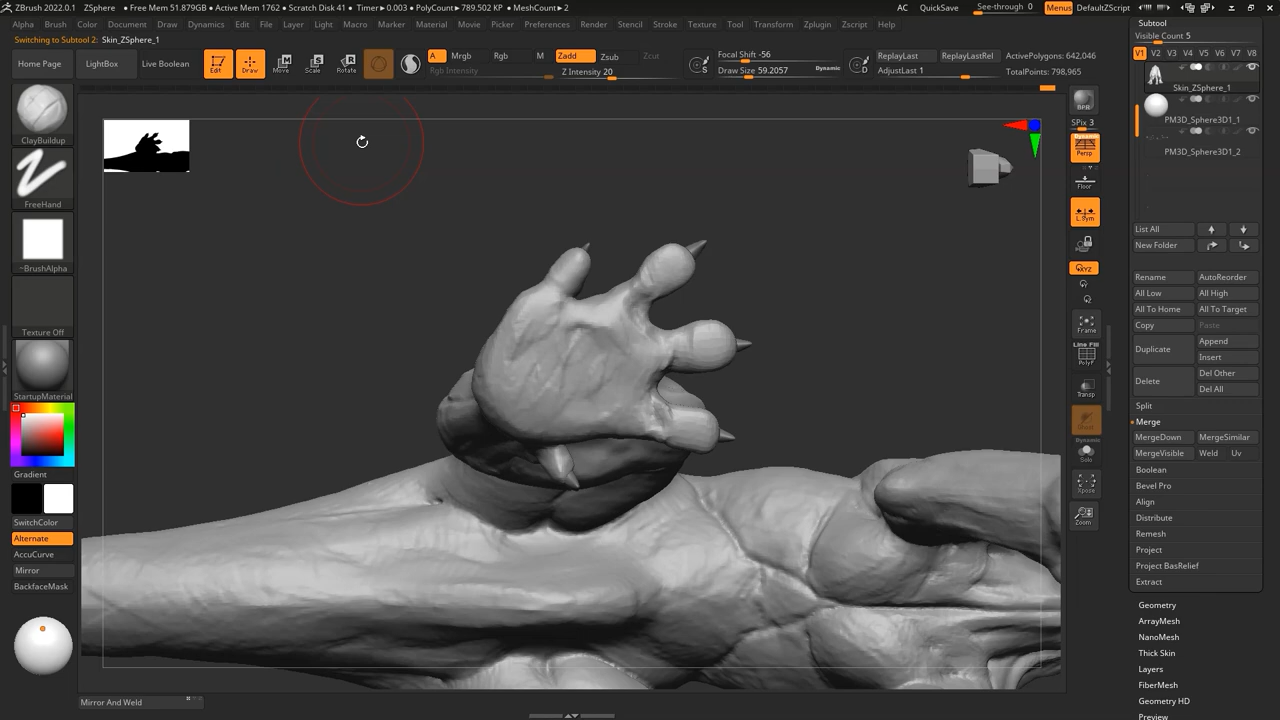 ZBrush 2022.0.1 ZSphere ● Free Mem 51.879GB ● Active Mem 1762 ● Scratch Disk 41 ● Timer▸0.003 ● PolyCount▸789.502 KP ● MeshCount▸2
AC QuickSave See-through 0 Menus DefaultZScript
Alpha Brush Color Document Draw Dynamics Edit File Layer Light Macro Marker Material Movie Picker Preferences Render Stencil Stroke Texture Tool Transform Zplugin Zscript Help
Switching to Subtool 2: Skin_ZSphere_1
Home Page LightBox Live Boolean Edit Draw Move Scale Rotate
A Mrgb Rgb M Zadd Zsub Zcut
Rgb Intensity Z Intensity 20
Focal Shift -56
Draw Size 59.2057 Dynamic
S D
ReplayLast ReplayLastRel
AdjustLast 1
ActivePolygons: 642,046
TotalPoints: 798,965
ClayBuildup
FreeHand
~BrushAlpha
Texture Off
StartupMaterial
Gradient
SwitchColor
Alternate
AccuCurve
Mirror
BackfaceMask
Mirror And Weld
BPR
SPix 3
Dynamic
Persp
Floor
L.Sym
XYZ
Frame
Line Fill
PolyF
Transp
Ghost
Dynamic
Solo
Xpose
Zoom
Subtool
Visible Count 5
V1 V2 V3 V4 V5 V6 V7 V8
Skin_ZSphere_1
PM3D_Sphere3D1_1
PM3D_Sphere3D1_2
List All
New Folder
Rename AutoReorder
All Low All High
All To Home All To Target
Copy Paste
Duplicate Append
Insert
Delete Del Other
Del All
Split
Merge
MergeDown MergeSimilar
MergeVisible Weld Uv
Boolean
Bevel Pro
Align
Distribute
Remesh
Project
Project BasRelief
Extract
Geometry
ArrayMesh
NanoMesh
Thick Skin
Layers
FiberMesh
Geometry HD
Preview